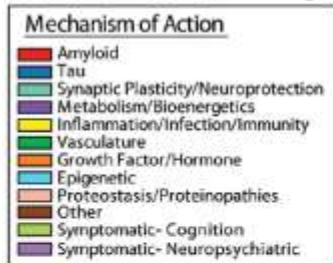 Mechanism of Action
Amyloid
Tau
Synaptic Plasticity/Neuroprotection
Metabolism/Bioenergetics
Inflammation/Infection/Immunity
Vasculature
Growth Factor/Hormone
Epigenetic
Proteostasis/Proteinopathies
Other
Symptomatic- Cognition
Symptomatic- Neuropsychiatric